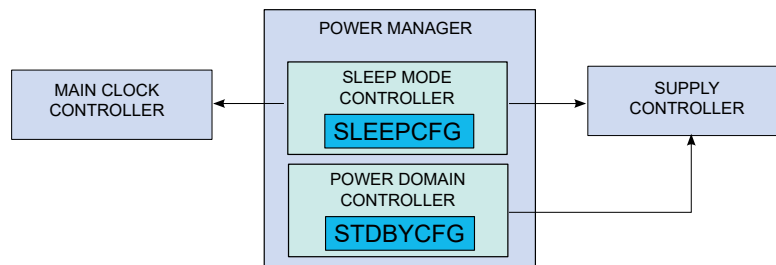 POWER MANAGER
MAIN CLOCK
CONTROLLER
SLEEP MODE
CONTROLLER
SLEEPCFG
SUPPLY
CONTROLLER
POWER DOMAIN
CONTROLLER
STDBYCFG